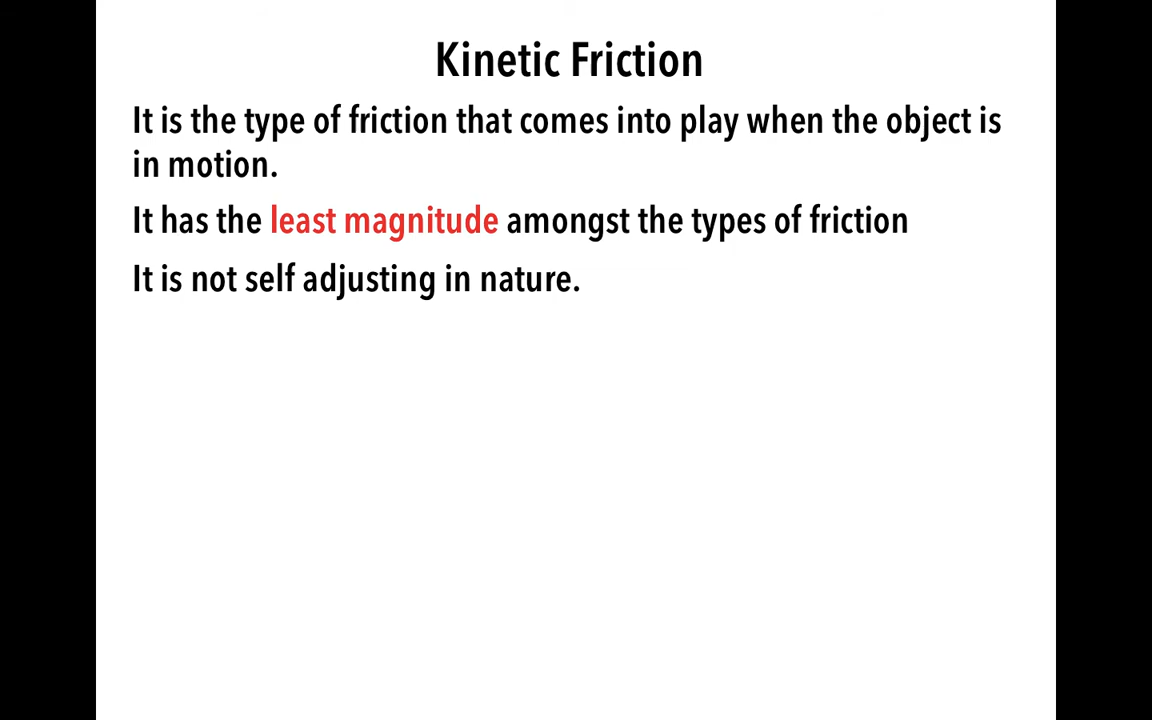 Kinetic Friction
It is the type of friction that comes into play when the object is
in motion.
It has the least magnitude amongst the types of friction
It is not self adjusting in nature.